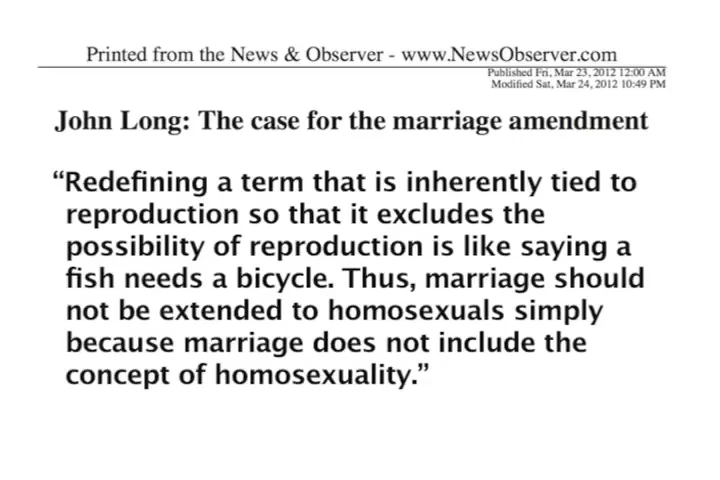 Printed from the News & Observer - www.NewsObserver.com
Published Fri, Mar 23, 2012 12:00 AM
Modified Sat, Mar 24, 2012 10:49 PM
John Long: The case for the marriage amendment
“Redefining a term that is inherently tied to
reproduction so that it excludes the
possibility of reproduction is like saying a
fish needs a bicycle. Thus, marriage should
not be extended to homosexuals simply
because marriage does not include the
concept of homosexuality.”